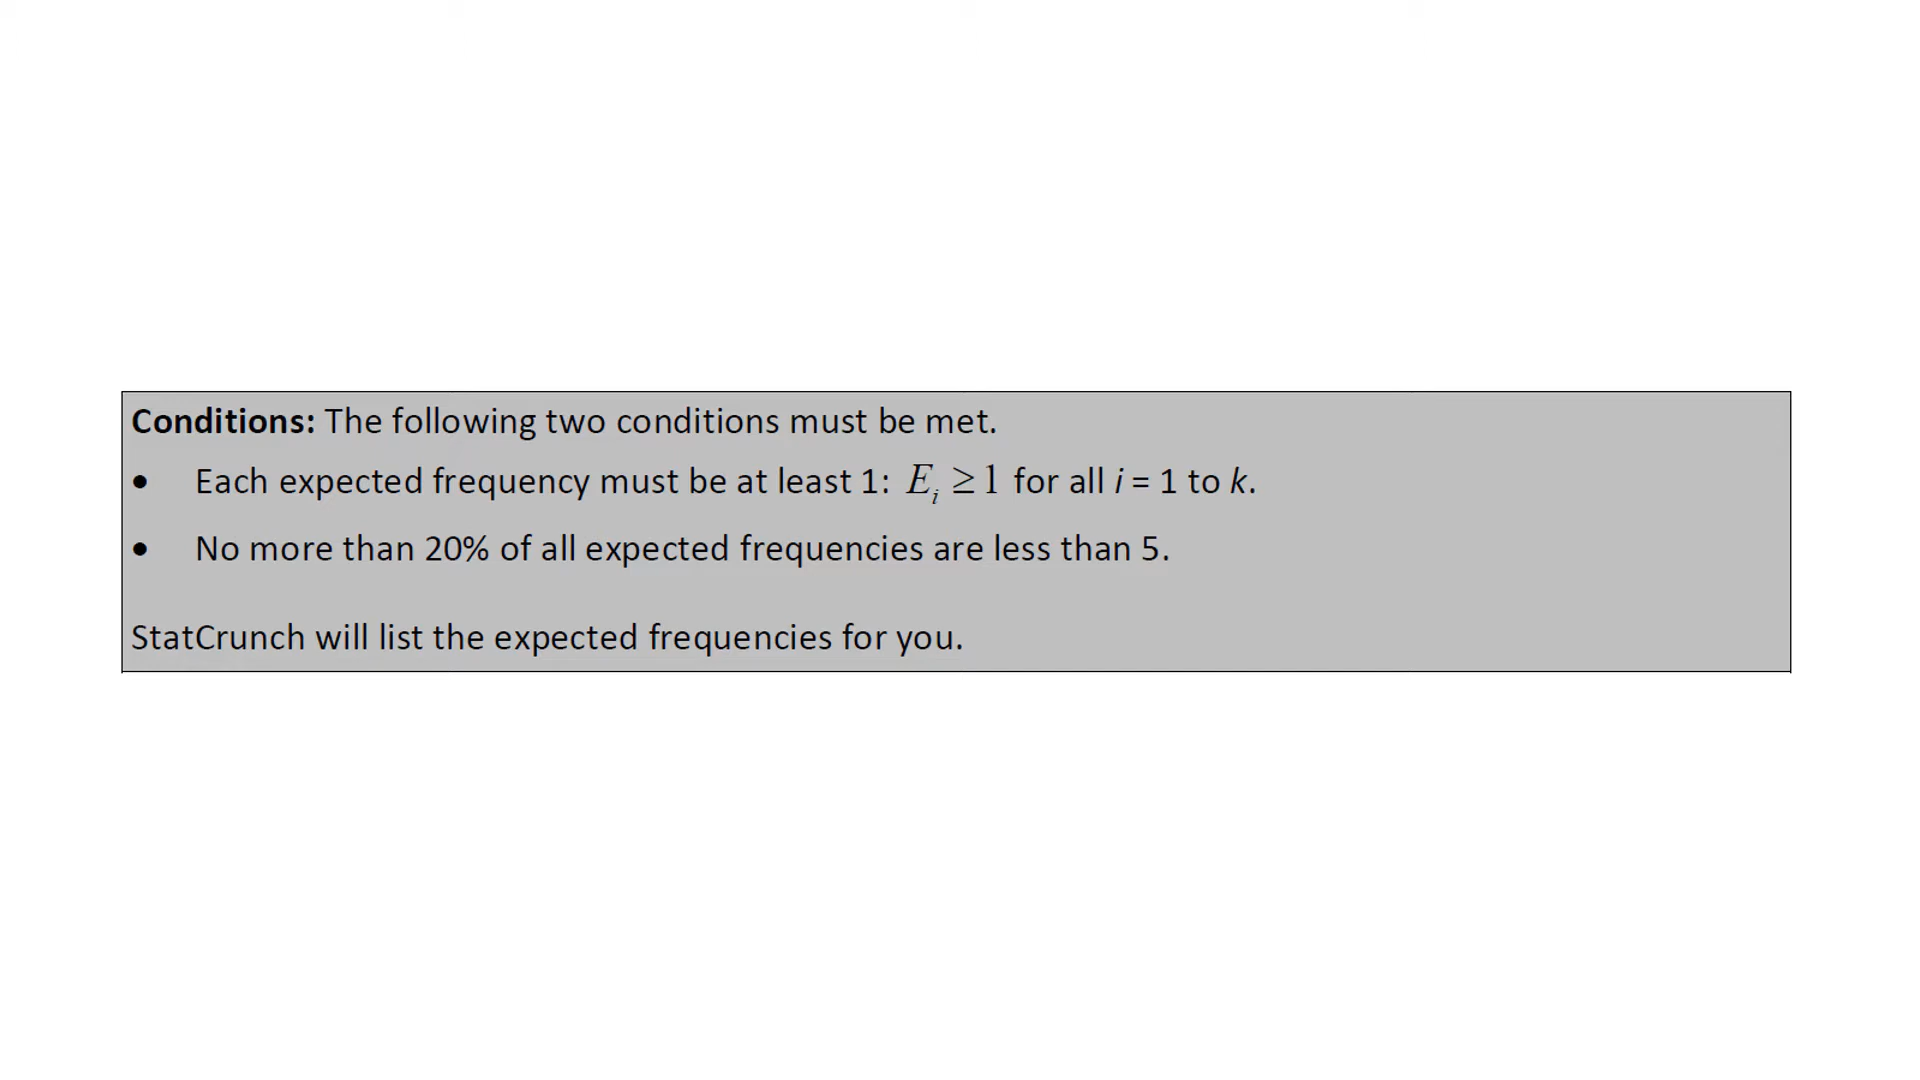 Conditions: The following two conditions must be met.
• Each expected frequency must be at least 1: Eᵢ ≥ 1 for all i = 1 to k.
• No more than 20% of all expected frequencies are less than 5.
StatCrunch will list the expected frequencies for you.